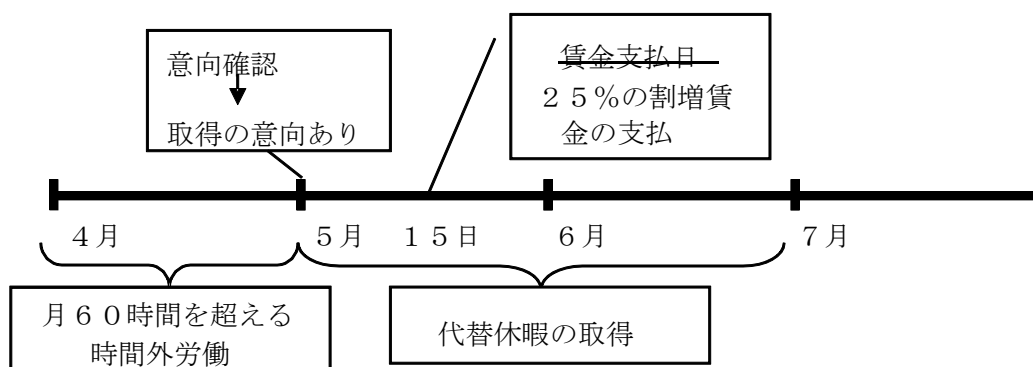 意向確認
取得の意向あり
賃金支払日
２５％の割増賃
金の支払
４月
５月
１５日
６月
７月
月６０時間を超える
時間外労働
代替休暇の取得